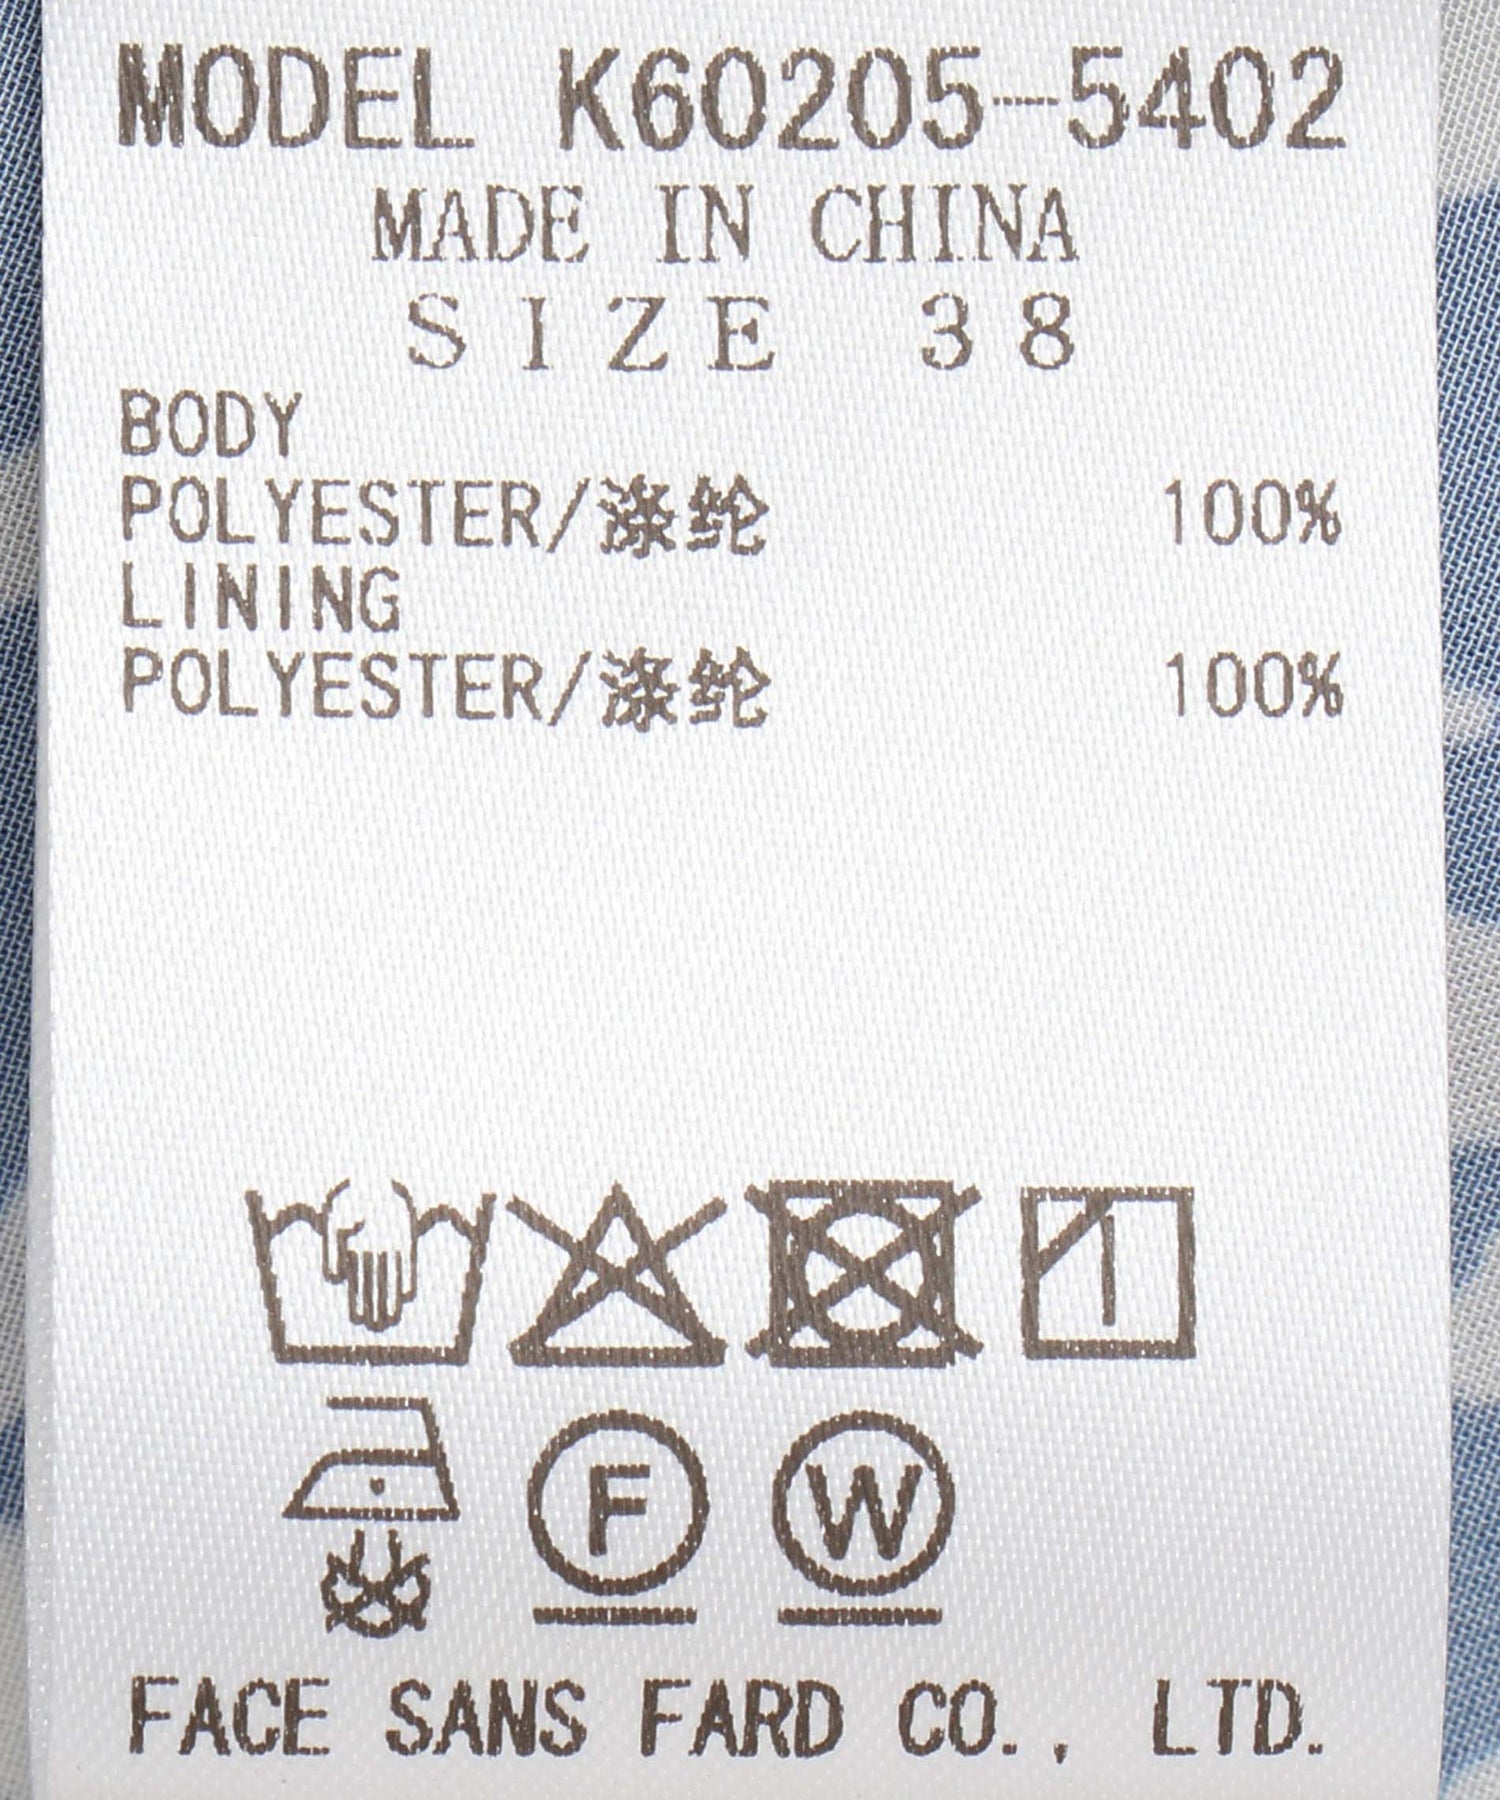 MODEL K60205-5402
MADE IN CHINA
SIZE 38
BODY
POLYESTER/涤纶 100%
LINING
POLYESTER/涤纶 100%
F W
FACE SANS FARD CO., LTD.